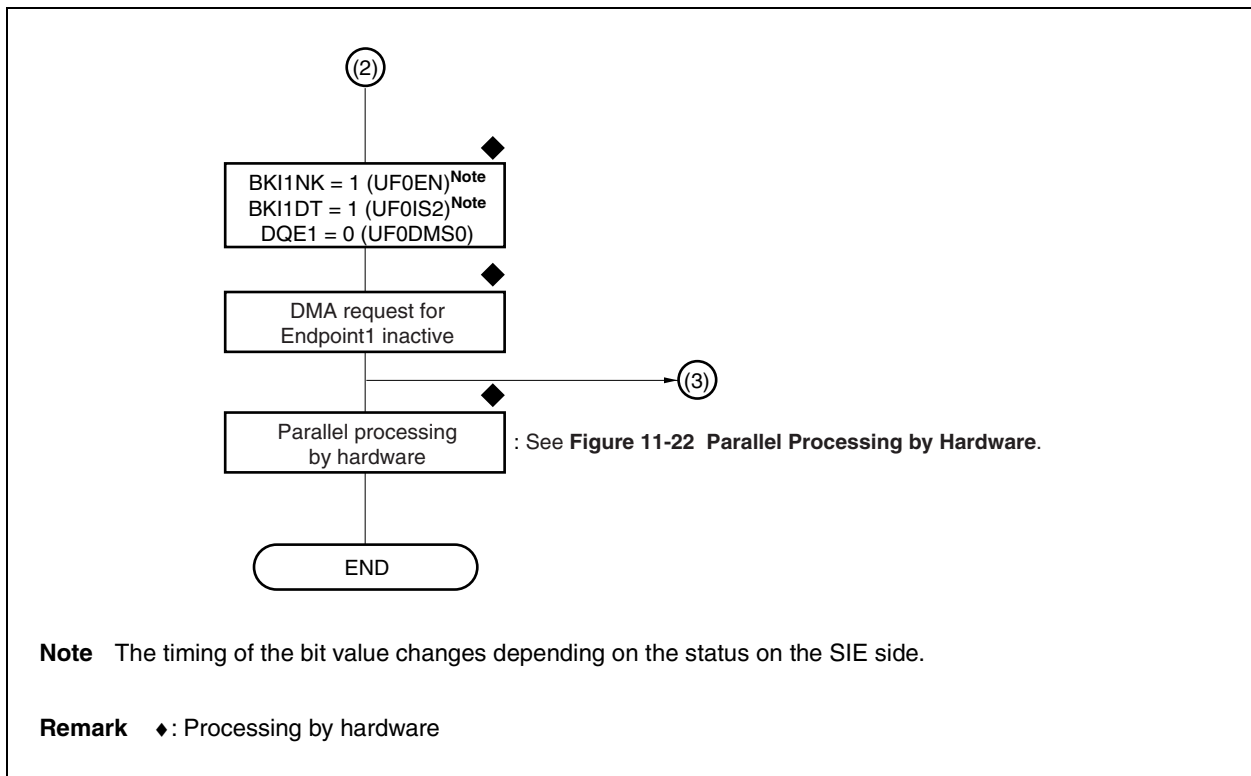 (2)
BKI1NK = 1 (UF0EN)Note
BKI1DT = 1 (UF0IS2)Note
DQE1 = 0 (UF0DMS0)
DMA request for
Endpoint1 inactive
(3)
Parallel processing
by hardware
: See Figure 11-22 Parallel Processing by Hardware.
END
Note The timing of the bit value changes depending on the status on the SIE side.
Remark ♦: Processing by hardware